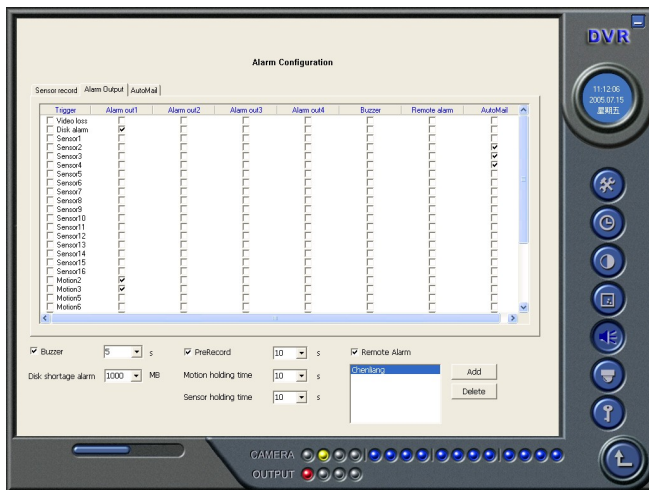 DVR
Alarm Configuration
11:12:06
2005.07.15
星期五
Sensor record Alarm Output AutoMail
Trigger Alarm out1 Alarm out2 Alarm out3 Alarm out4 Buzzer Remote alarm AutoMail
Video loss
Disk alarm
Sensor1
Sensor2
Sensor3
Sensor4
Sensor5
Sensor6
Sensor7
Sensor8
Sensor9
Sensor10
Sensor11
Sensor12
Sensor13
Sensor14
Sensor15
Sensor16
Motion2
Motion3
Motion5
Motion6
Buzzer 5 s PreRecord 10 s Remote Alarm
Disk shortage alarm 1000 MB Motion holding time 10 s Chenliang Add
Sensor holding time 10 s Delete
CAMERA
OUTPUT